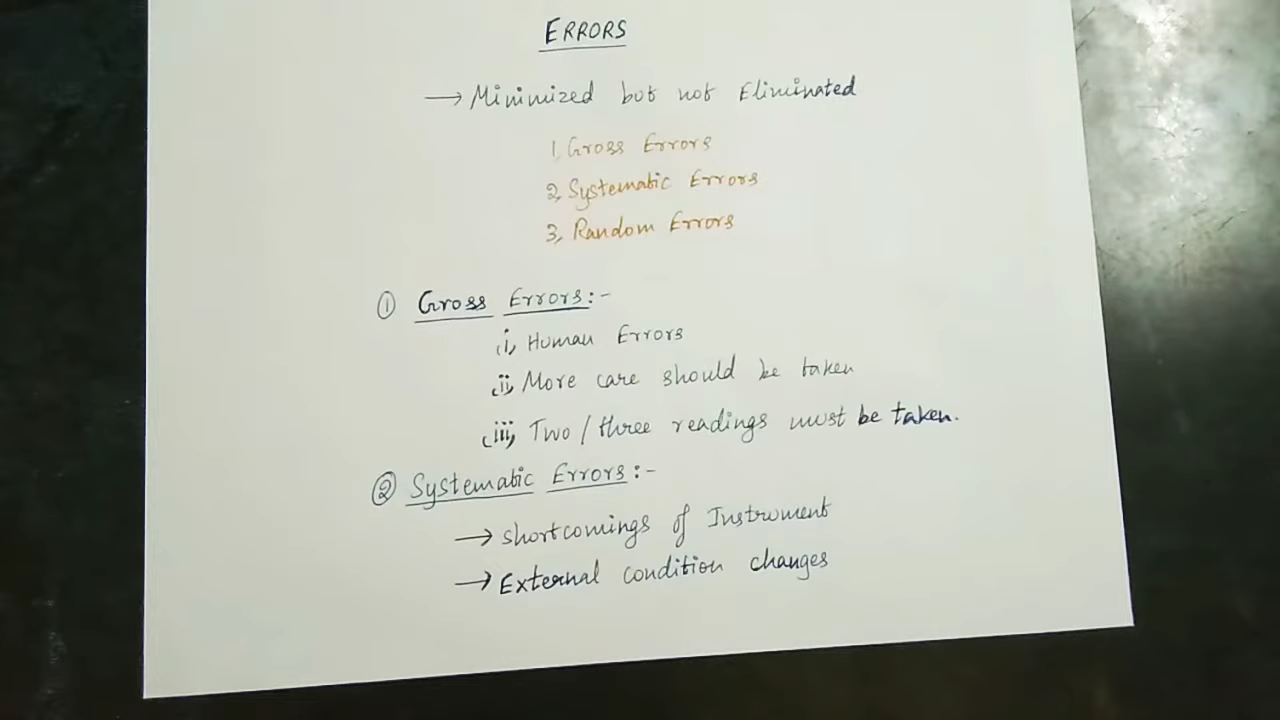 ERRORS
→ Minimized but not Eliminated
1, Gross Errors
2, Systematic Errors
3, Random Errors
① Gross Errors:-
(i, Human Errors
(ii, More care should be taken
(iii, Two / three readings must be taken.
② Systematic Errors:-
→ Shortcomings of Instrument
→ External condition changes